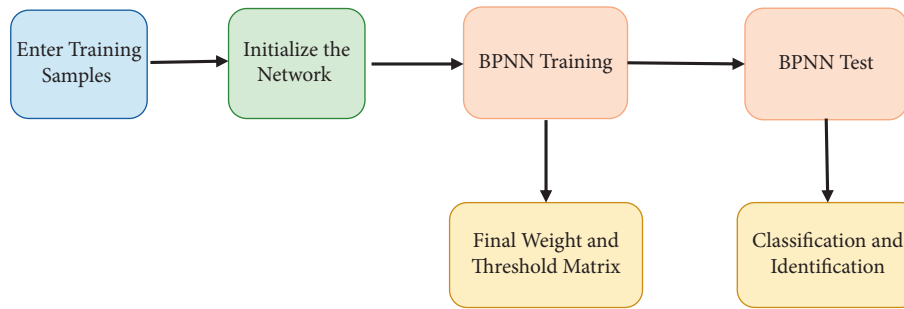 Enter Training
Samples
Initialize the
Network
BPNN Training
BPNN Test
Final Weight and
Threshold Matrix
Classification and
Identification